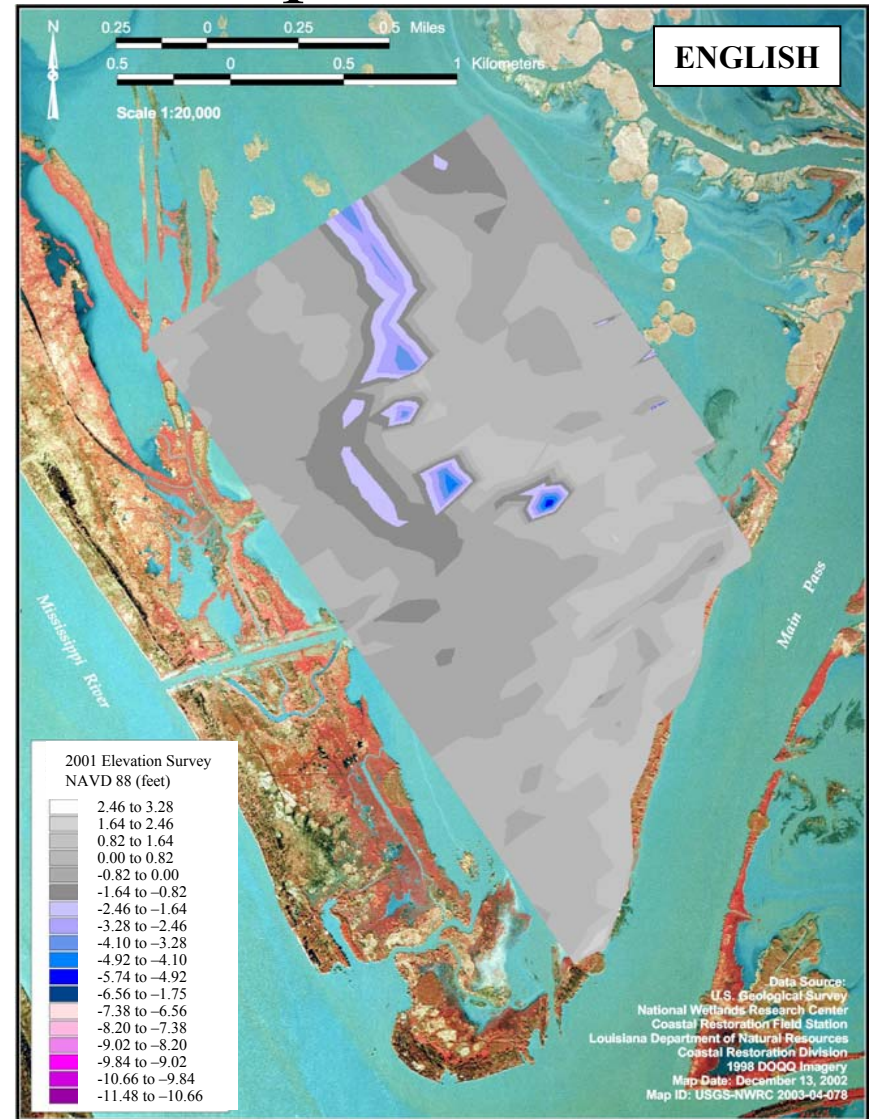 N
0.25 0 0.25 0.5 Miles
0.5 0 0.5 1 Kilometers
Scale 1:20,000
ENGLISH
Mississippi River
Main Pass
2001 Elevation Survey
NAVD 88 (feet)
2.46 to 3.28
1.64 to 2.46
0.82 to 1.64
0.00 to 0.82
-0.82 to 0.00
-1.64 to –0.82
-2.46 to –1.64
-3.28 to –2.46
-4.10 to –3.28
-4.92 to –4.10
-5.74 to –4.92
-6.56 to –1.75
-7.38 to –6.56
-8.20 to –7.38
-9.02 to –8.20
-9.84 to –9.02
-10.66 to –9.84
-11.48 to –10.66
Data Source:
U.S. Geological Survey
National Wetlands Research Center
Coastal Restoration Field Station
Louisiana Department of Natural Resources
Coastal Restoration Division
1998 DOQQ Imagery
Map Date: December 13, 2002
Map ID: USGS-NWRC 2003-04-078